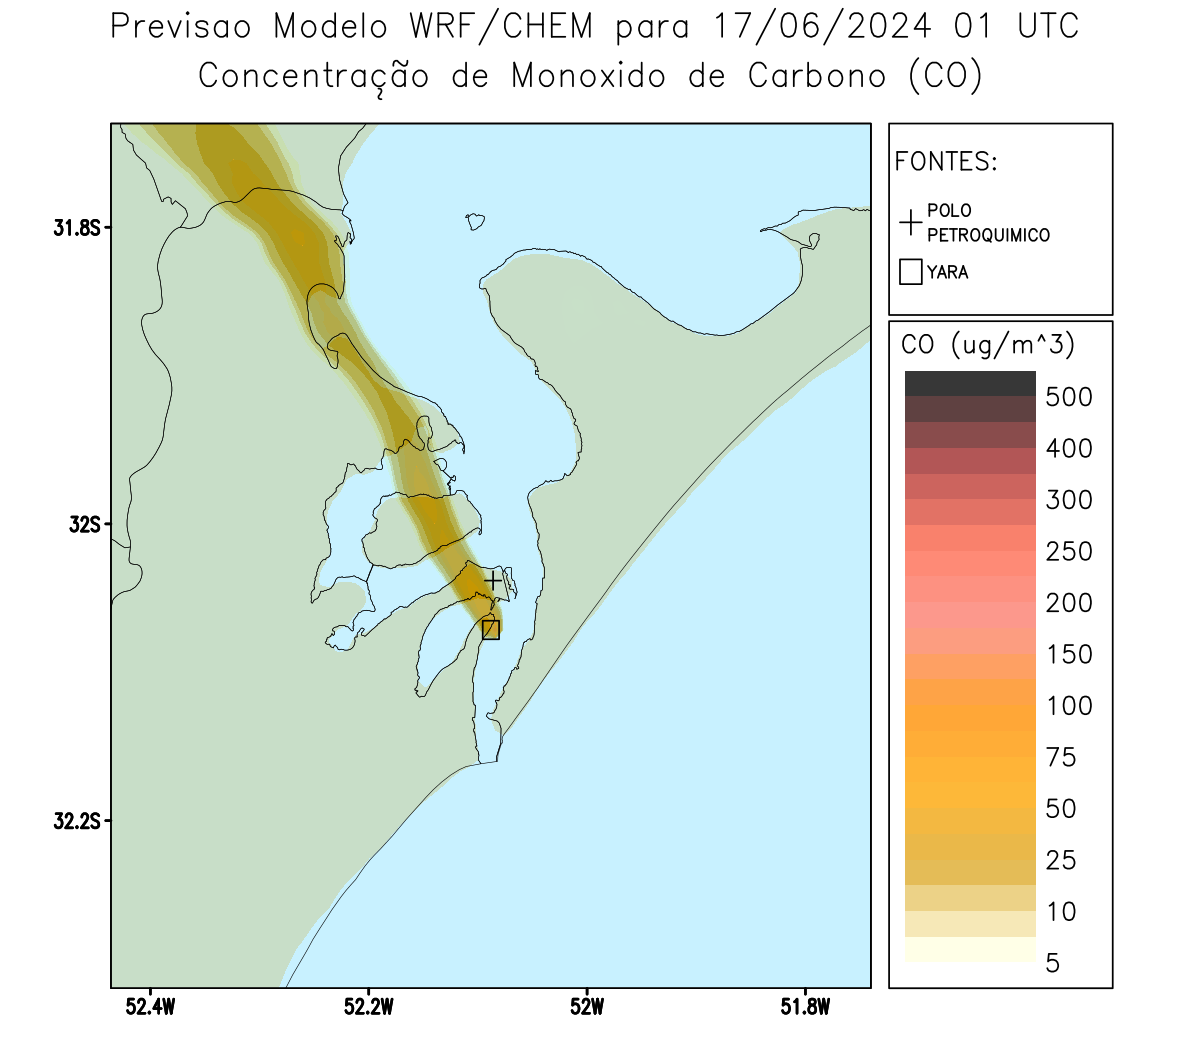 Previsao Modelo WRF/CHEM para 17/06/2024 01 UTC
Concentração de Monoxido de Carbono (CO)
FONTES:
POLO
PETROQUIMICO
YARA
CO (ug/m^3)
500
400
300
250
200
150
100
75
50
25
10
5
31.8S
32S
32.2S
52.4W
52.2W
52W
51.8W